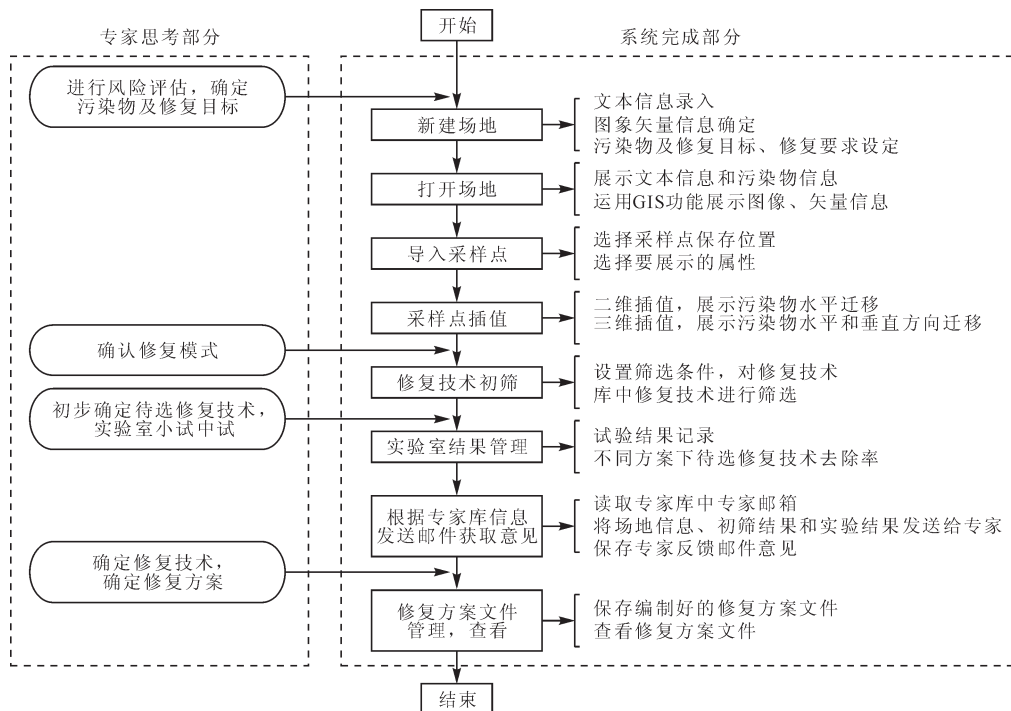 开始
专家思考部分
系统完成部分
进行风险评估，确定
污染物及修复目标
新建场地
文本信息录入
图象矢量信息确定
污染物及修复目标、修复要求设定
打开场地
展示文本信息和污染物信息
运用GIS功能展示图像、矢量信息
导入采样点
选择采样点保存位置
选择要展示的属性
采样点插值
二维插值，展示污染物水平迁移
三维插值，展示污染物水平和垂直方向迁移
确认修复模式
修复技术初筛
设置筛选条件，对修复技术
库中修复技术进行筛选
初步确定待选修复技术，
实验室小试中试
实验室结果管理
试验结果记录
不同方案下待选修复技术去除率
根据专家库信息
发送邮件获取意见
读取专家库中专家邮箱
将场地信息、初筛结果和实验结果发送给专家
保存专家反馈邮件意见
确定修复技术，
确定修复方案
修复方案文件
管理，查看
保存编制好的修复方案文件
查看修复方案文件
结束